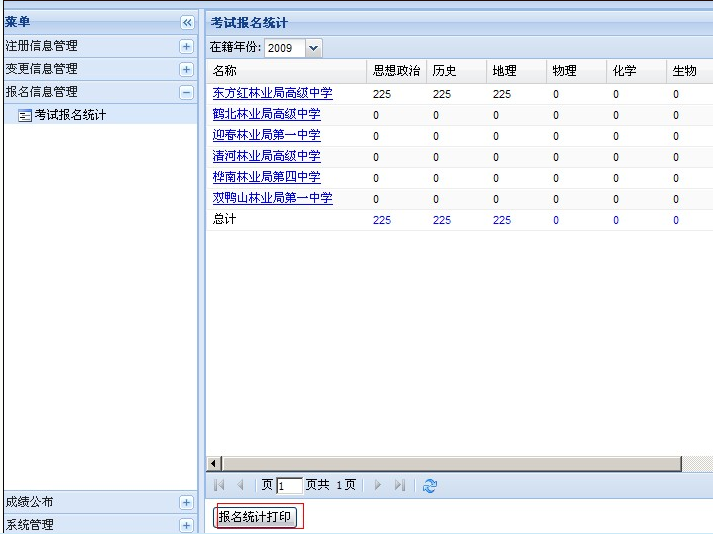 菜单
注册信息管理
变更信息管理
报名信息管理
考试报名统计
成绩公布
系统管理
考试报名统计
在籍年份: 2009
名称 思想政治 历史 地理 物理 化学 生物
东方红林业局高级中学 225 225 225 0 0 0
鹤北林业局高级中学 0 0 0 0 0 0
迎春林业局第一中学 0 0 0 0 0 0
清河林业局高级中学 0 0 0 0 0 0
桦南林业局第四中学 0 0 0 0 0 0
双鸭山林业局第一中学 0 0 0 0 0 0
总计 225 225 225 0 0 0
页 1 页共 1页
报名统计打印